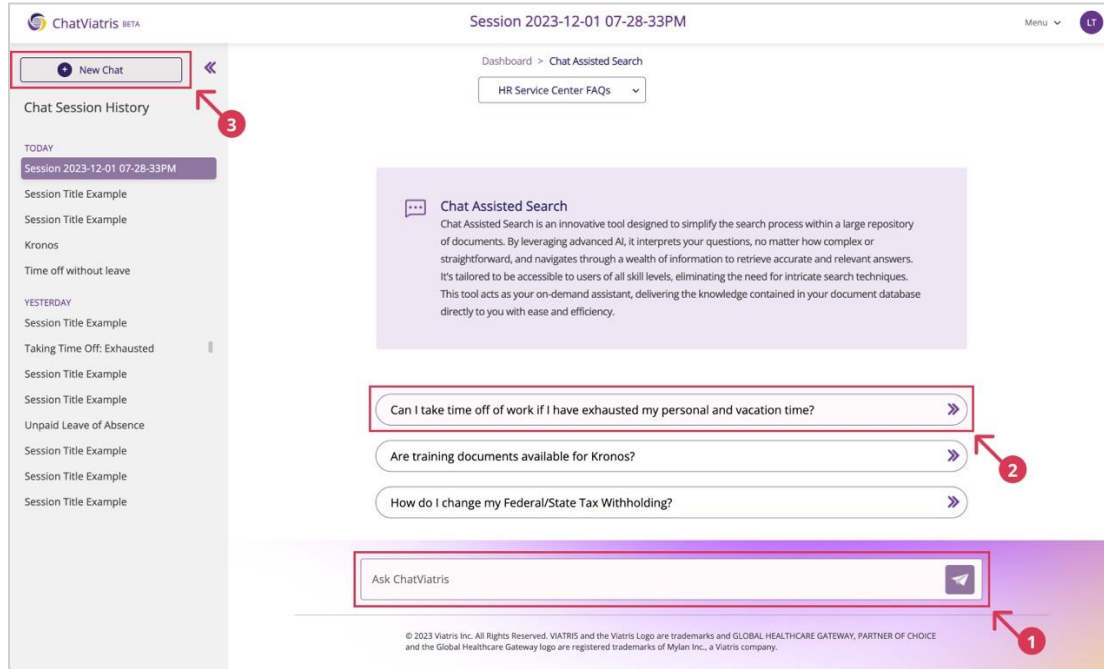 ChatViatris BETA
Session 2023-12-01 07-28-33PM
Menu
LT
New Chat
3
Chat Session History
TODAY
Session 2023-12-01 07-28-33PM
Session Title Example
Session Title Example
Kronos
Time off without leave
YESTERDAY
Session Title Example
Taking Time Off: Exhausted
Session Title Example
Session Title Example
Unpaid Leave of Absence
Session Title Example
Session Title Example
Session Title Example
Dashboard > Chat Assisted Search
HR Service Center FAQs
Chat Assisted Search
Chat Assisted Search is an innovative tool designed to simplify the search process within a large repository
of documents. By leveraging advanced AI, it interprets your questions, no matter how complex or
straightforward, and navigates through a wealth of information to retrieve accurate and relevant answers.
It's tailored to be accessible to users of all skill levels, eliminating the need for intricate search techniques.
This tool acts as your on-demand assistant, delivering the knowledge contained in your document database
directly to you with ease and efficiency.
Can I take time off of work if I have exhausted my personal and vacation time?
2
Are training documents available for Kronos?
How do I change my Federal/State Tax Withholding?
Ask ChatViatris
1
© 2023 Viatris Inc. All Rights Reserved. VIATRIS and the Viatris Logo are trademarks and GLOBAL HEALTHCARE GATEWAY, PARTNER OF CHOICE
and the Global Healthcare Gateway logo are registered trademarks of Mylan Inc., a Viatris company.